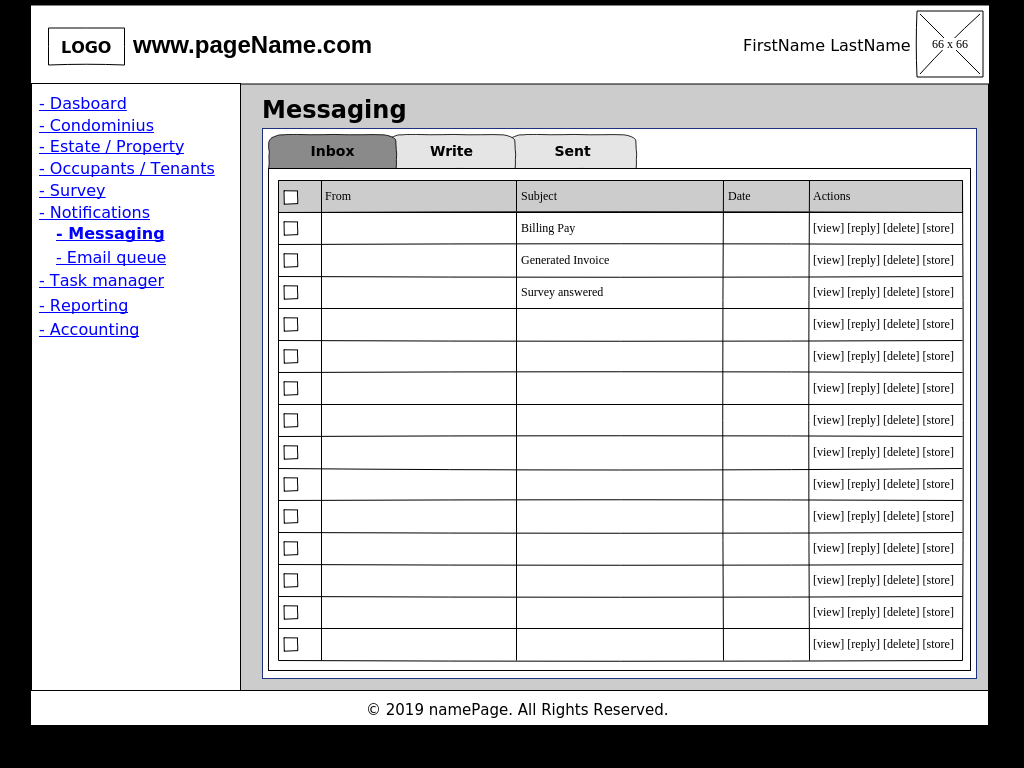 LOGO www.pageName.com FirstName LastName 66 x 66
- Dasboard
- Condominius
- Estate / Property
- Occupants / Tenants
- Survey
- Notifications
- Messaging
- Email queue
- Task manager
- Reporting
- Accounting
Messaging
Inbox Write Sent
From Subject Date Actions
Billing Pay [view] [reply] [delete] [store]
Generated Invoice [view] [reply] [delete] [store]
Survey answered [view] [reply] [delete] [store]
[view] [reply] [delete] [store]
[view] [reply] [delete] [store]
[view] [reply] [delete] [store]
[view] [reply] [delete] [store]
[view] [reply] [delete] [store]
[view] [reply] [delete] [store]
[view] [reply] [delete] [store]
[view] [reply] [delete] [store]
[view] [reply] [delete] [store]
[view] [reply] [delete] [store]
[view] [reply] [delete] [store]
© 2019 namePage. All Rights Reserved.